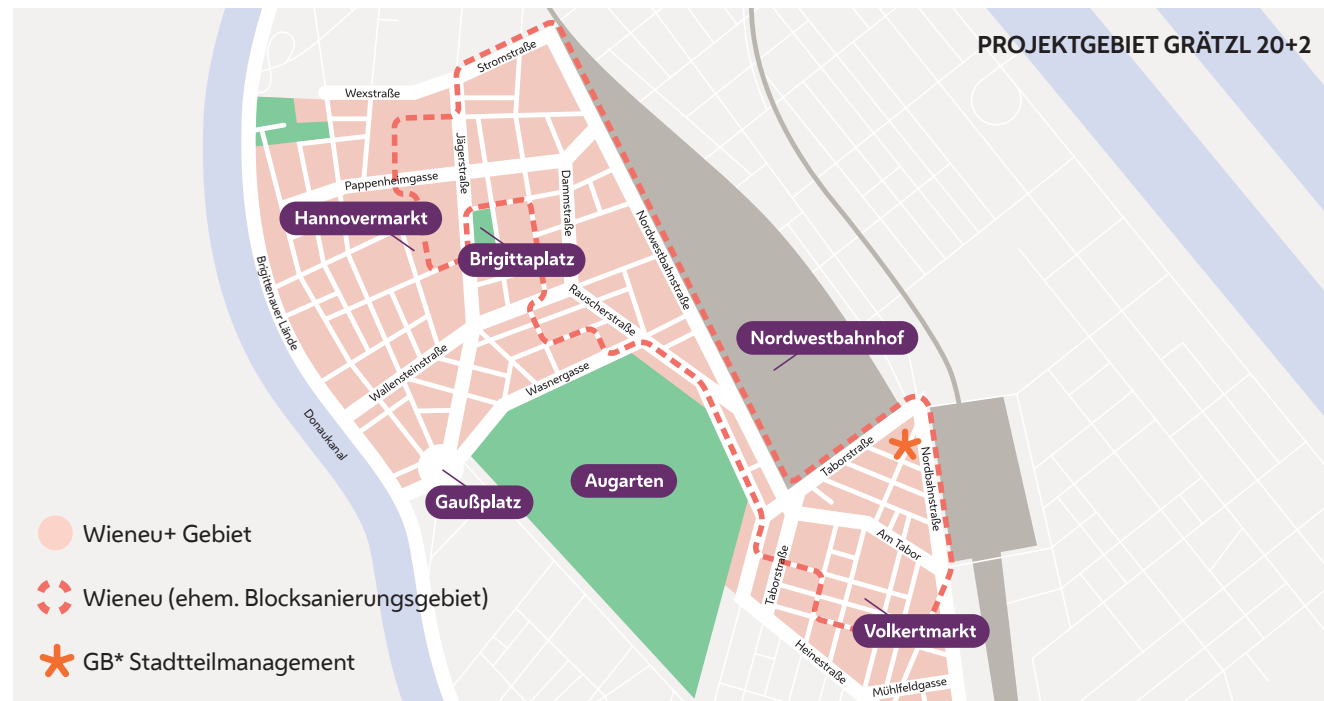 PROJEKTGEBIET GRÄTZL 20+2
Stromstraße
Wexstraße
Jägerstraße
Pappenheimgasse
Dammstraße
Hannovermarkt
Nordwestbahnstraße
Brigittaplatz
Brigittenauer Lände
Rauscherstraße
Nordwestbahnhof
Wallensteinstraße
Wasnergasse
Donaukanal
Taborstraße
Augarten
Nordbahnstraße
Gaußplatz
Am Tabor
Wieneu+ Gebiet
Taborstraße
Wieneu (ehem. Blocksanierungsgebiet)
Volkertmarkt
Heinestraße
GB* Stadtteilmanagement
Mühlfeldgasse